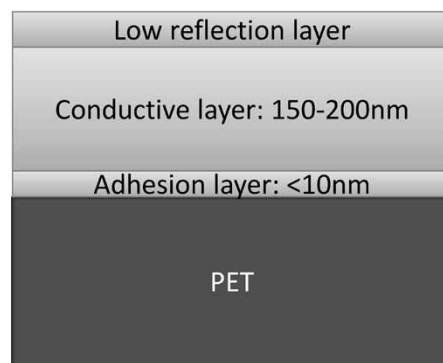 Low reflection layer
Conductive layer: 150-200nm
Adhesion layer: <10nm
PET